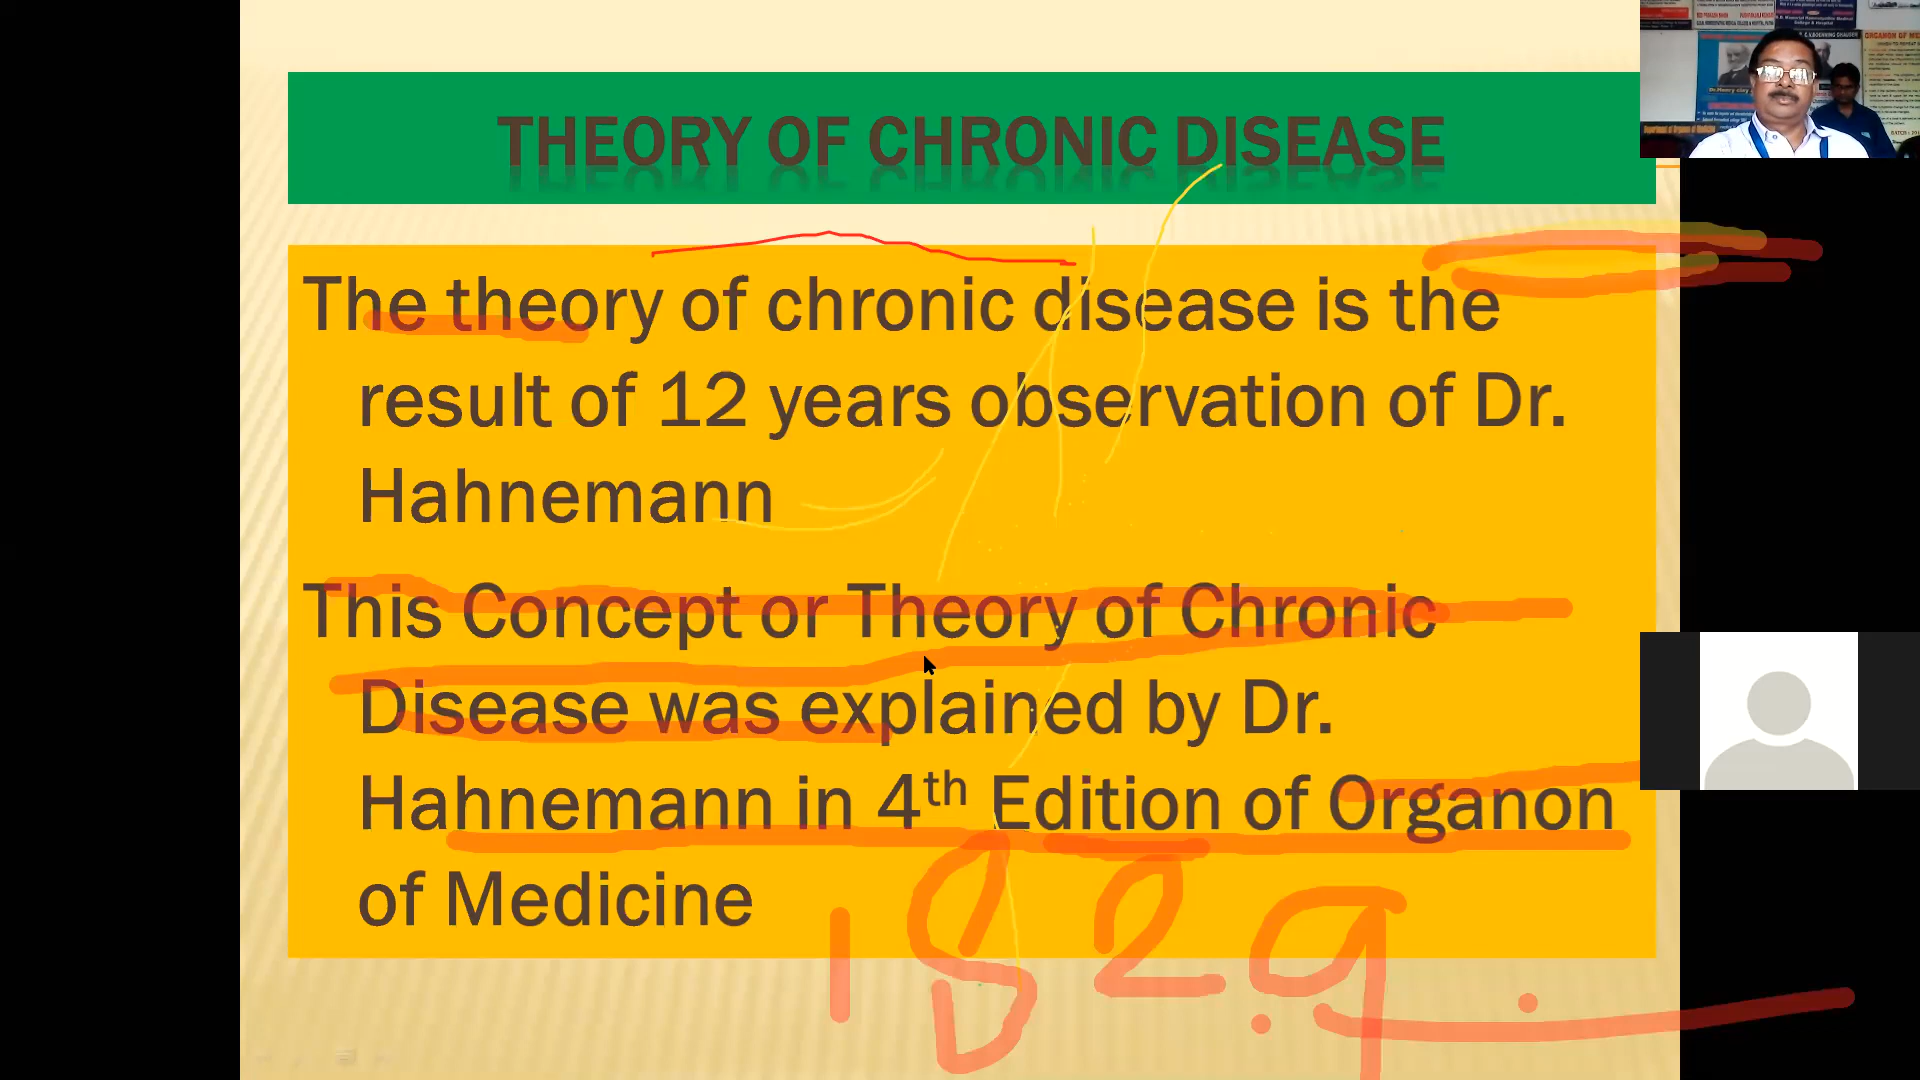 THEORY OF CHRONIC DISEASE
The theory of chronic disease is the
result of 12 years observation of Dr.
Hahnemann
This Concept or Theory of Chronic
Disease was explained by Dr.
Hahnemann in 4th Edition of Organon
of Medicine
1829